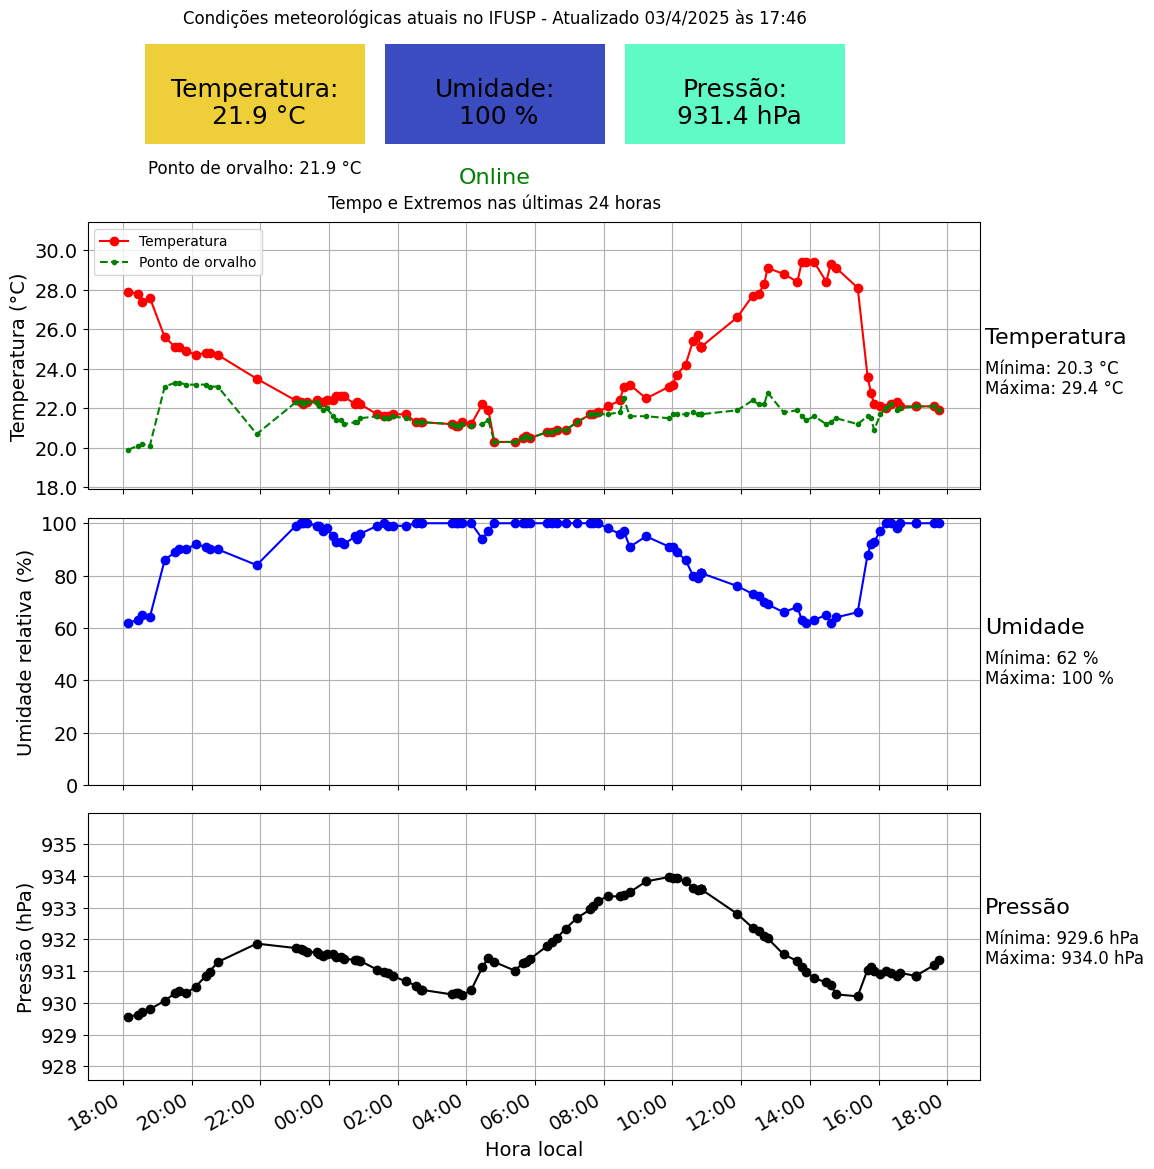 Condições meteorológicas atuais no IFUSP - Atualizado 03/4/2025 às 17:46
Temperatura:
21.9 °C
Umidade:
100 %
Pressão:
931.4 hPa
Ponto de orvalho: 21.9 °C
Online
Tempo e Extremos nas últimas 24 horas
Temperatura (°C)
30.0
28.0
26.0
24.0
22.0
20.0
18.0
Temperatura
Ponto de orvalho
Temperatura
Mínima: 20.3 °C
Máxima: 29.4 °C
Umidade relativa (%)
100
80
60
40
20
0
Umidade
Mínima: 62 %
Máxima: 100 %
Pressão (hPa)
935
934
933
932
931
930
929
928
Pressão
Mínima: 929.6 hPa
Máxima: 934.0 hPa
18:00 20:00 22:00 00:00 02:00 04:00 06:00 08:00 10:00 12:00 14:00 16:00 18:00
Hora local